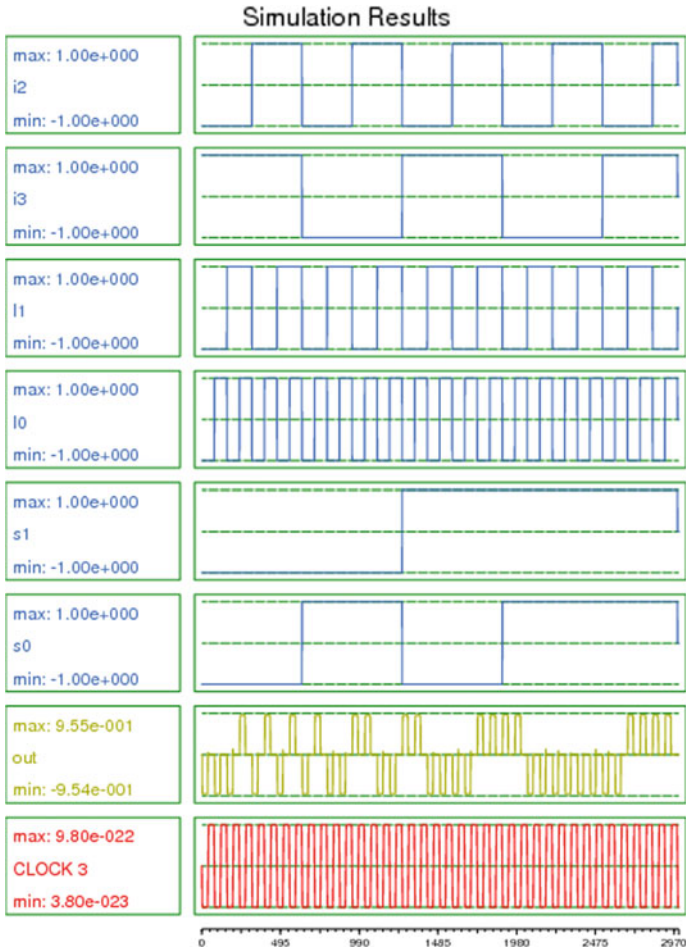 Simulation Results
max: 1.00e+000
i2
min: -1.00e+000
max: 1.00e+000
i3
min: -1.00e+000
max: 1.00e+000
I1
min: -1.00e+000
max: 1.00e+000
I0
min: -1.00e+000
max: 1.00e+000
s1
min: -1.00e+000
max: 1.00e+000
s0
min: -1.00e+000
max: 9.55e-001
out
min: -9.54e-001
max: 9.80e-022
CLOCK 3
min: 3.80e-023
0 495 990 1485 1980 2475 2970